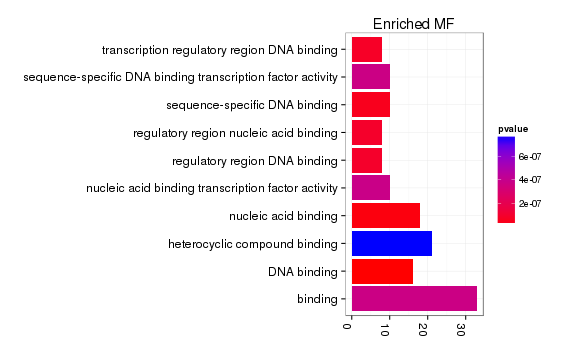 Enriched MF
transcription regulatory region DNA binding
sequence-specific DNA binding transcription factor activity
sequence-specific DNA binding
regulatory region nucleic acid binding
regulatory region DNA binding
nucleic acid binding transcription factor activity
nucleic acid binding
heterocyclic compound binding
DNA binding
binding
0
10
20
30
pvalue
6e-07
4e-07
2e-07